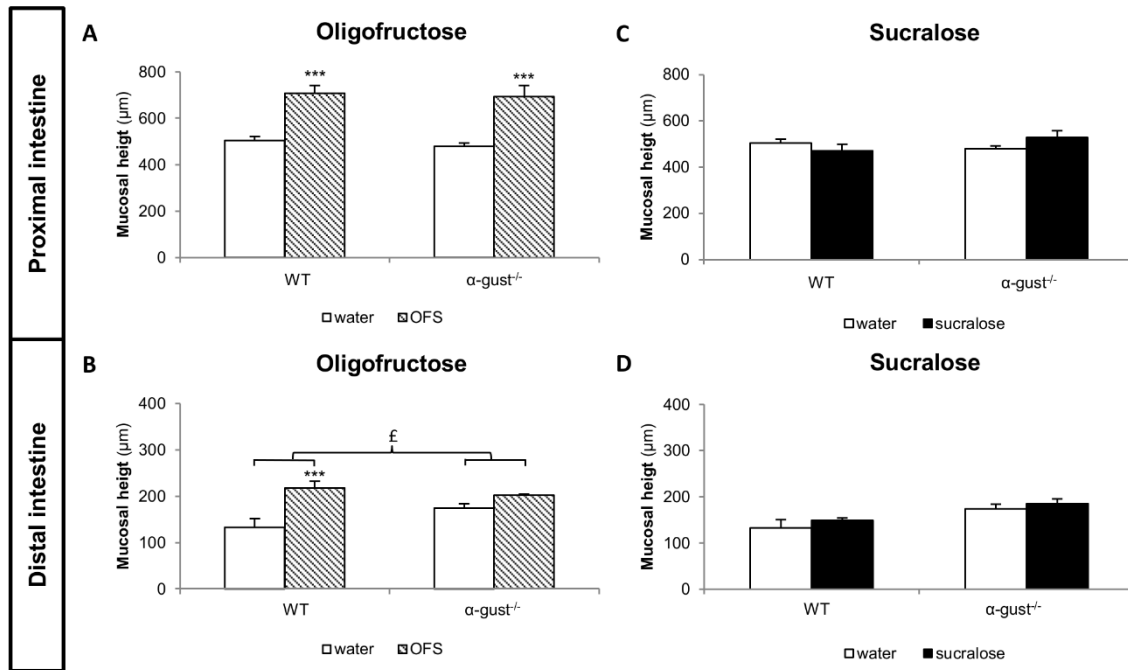 Proximal intestine
A
Oligofructose
Mucosal heigt (µm)
800
600
400
200
0
***
***
WT
α-gust-/-
water
OFS
C
Sucralose
Mucosal heigt (µm)
800
600
400
200
0
WT
α-gust-/-
water
sucralose
Distal intestine
B
Oligofructose
Mucosal heigt (µm)
400
300
200
100
0
£
***
WT
α-gust-/-
water
OFS
D
Sucralose
Mucosal heigt (µm)
400
300
200
100
0
WT
α-gust-/-
water
sucralose